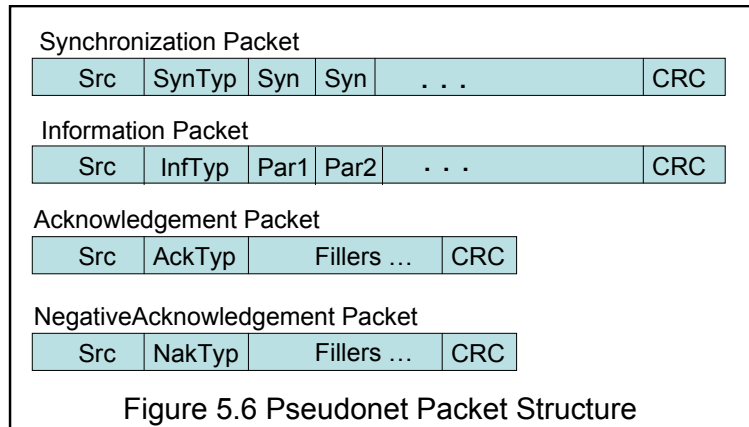 Synchronization Packet
Src SynTyp Syn Syn . . . CRC
Information Packet
Src InfTyp Par1 Par2 . . . CRC
Acknowledgement Packet
Src AckTyp Fillers … CRC
NegativeAcknowledgement Packet
Src NakTyp Fillers … CRC
Figure 5.6 Pseudonet Packet Structure